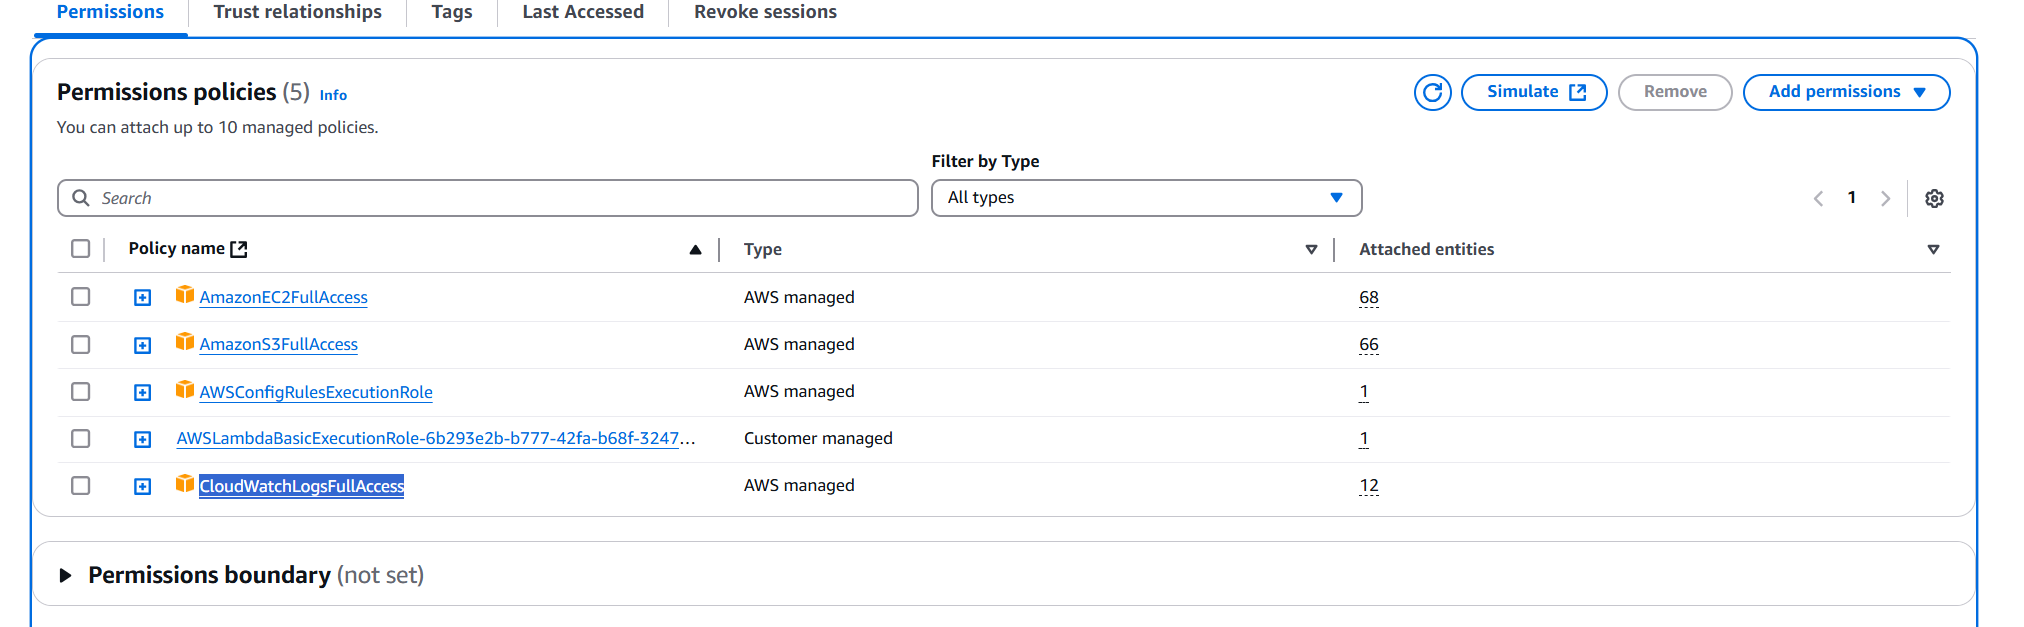 Permissions Trust relationships Tags Last Accessed Revoke sessions
Permissions policies (5) Info
Simulate Remove Add permissions
You can attach up to 10 managed policies.
Filter by Type
Search All types 1
Policy name Type Attached entities
AmazonEC2FullAccess AWS managed 68
AmazonS3FullAccess AWS managed 66
AWSConfigRulesExecutionRole AWS managed 1
AWSLambdaBasicExecutionRole-6b293e2b-b777-42fa-b68f-3247... Customer managed 1
CloudWatchLogsFullAccess AWS managed 12
Permissions boundary (not set)